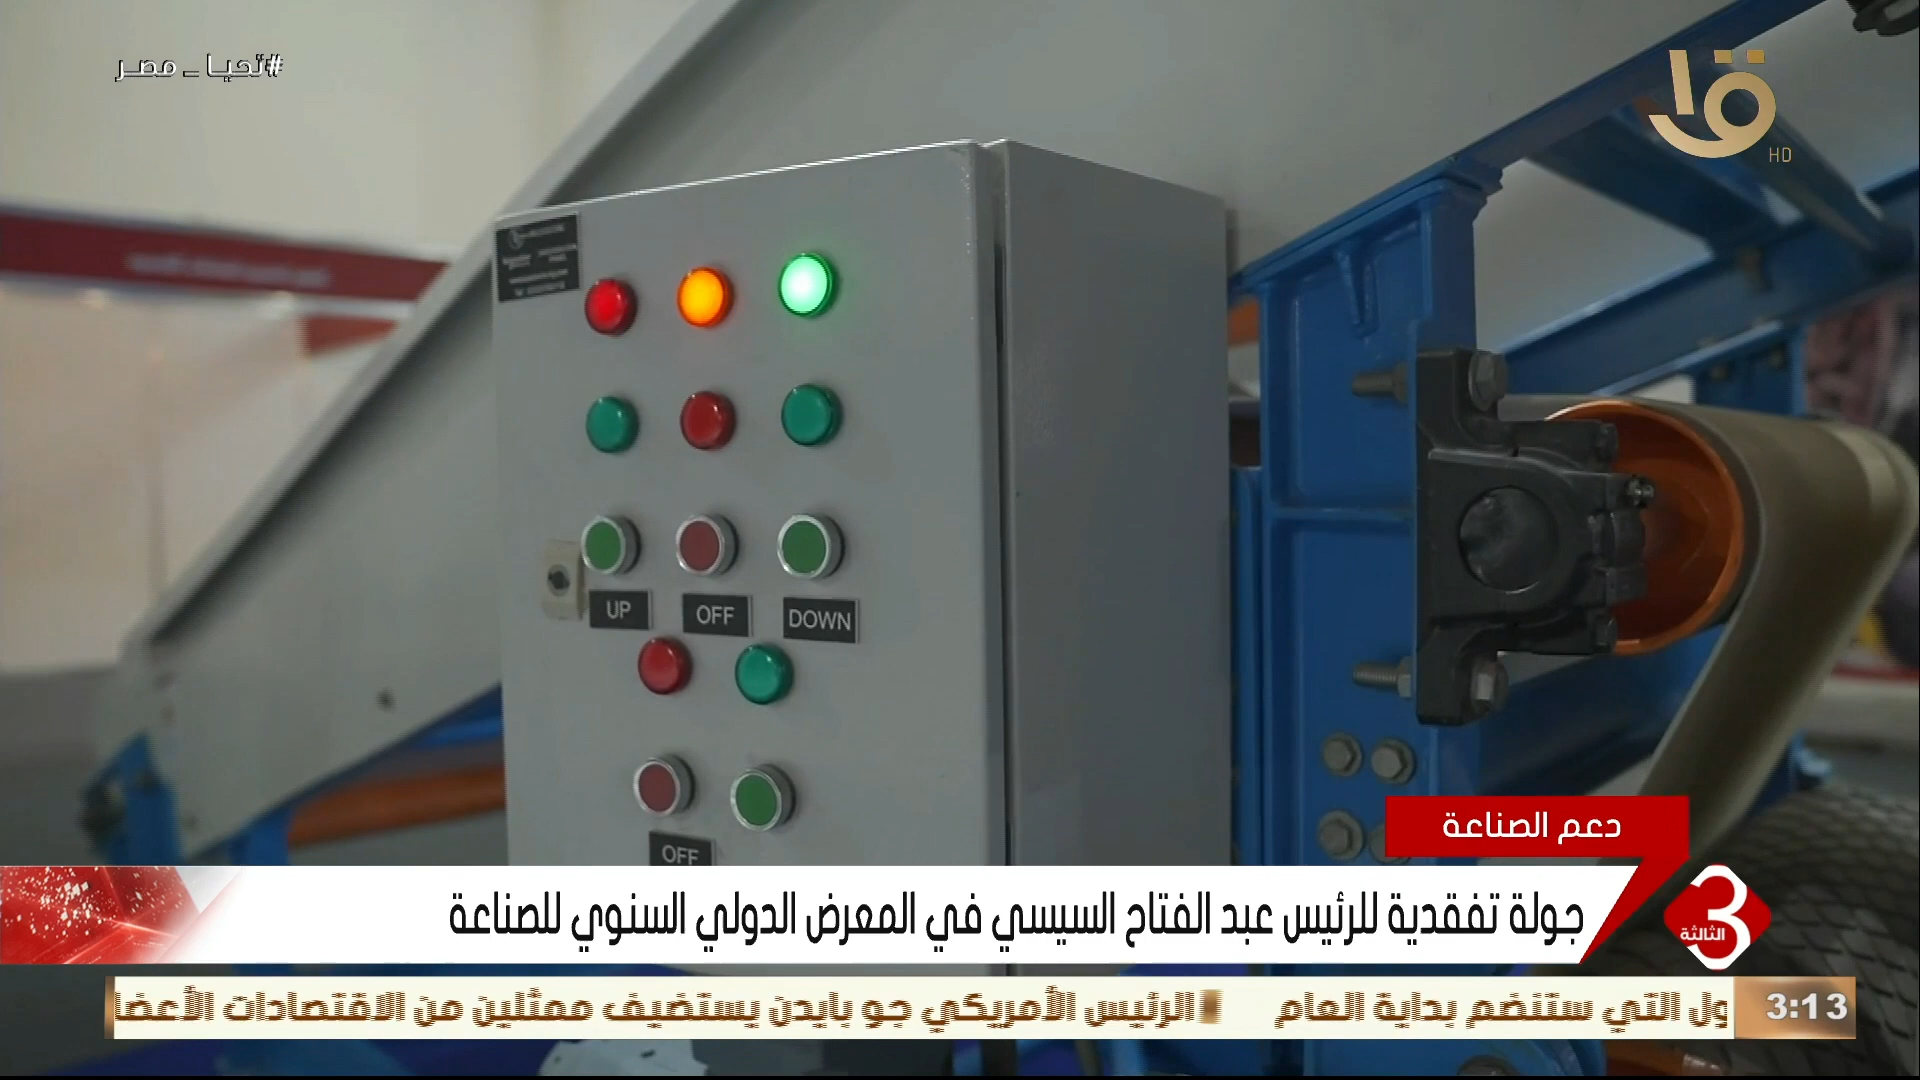 #تحيا_مصر
HD
UP
OFF
DOWN
OFF
دعم الصناعة
جولة تفقدية للرئيس عبد الفتاح السيسي في المعرض الدولي السنوي للصناعة
3
الثالثة
ول التي ستنضم بداية العام
الرئيس الأمريكي جو بايدن يستضيف ممثلين من الاقتصادات الأعضا
3:13